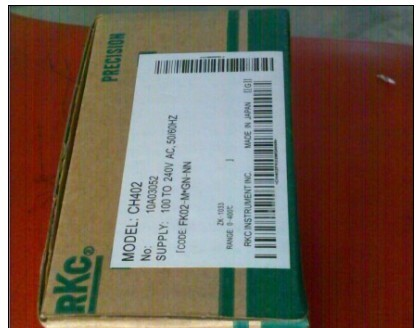 PRECISION
RKC®
MODEL: CH402
No: 10A03052
SUPPLY: 100 TO 240V AC, 50/60HZ
[CODE: FK02-M*GN-NN
ZK 1033 ]
RANGE: 0-400℃
RKC INSTRUMENT INC. MADE IN JAPAN